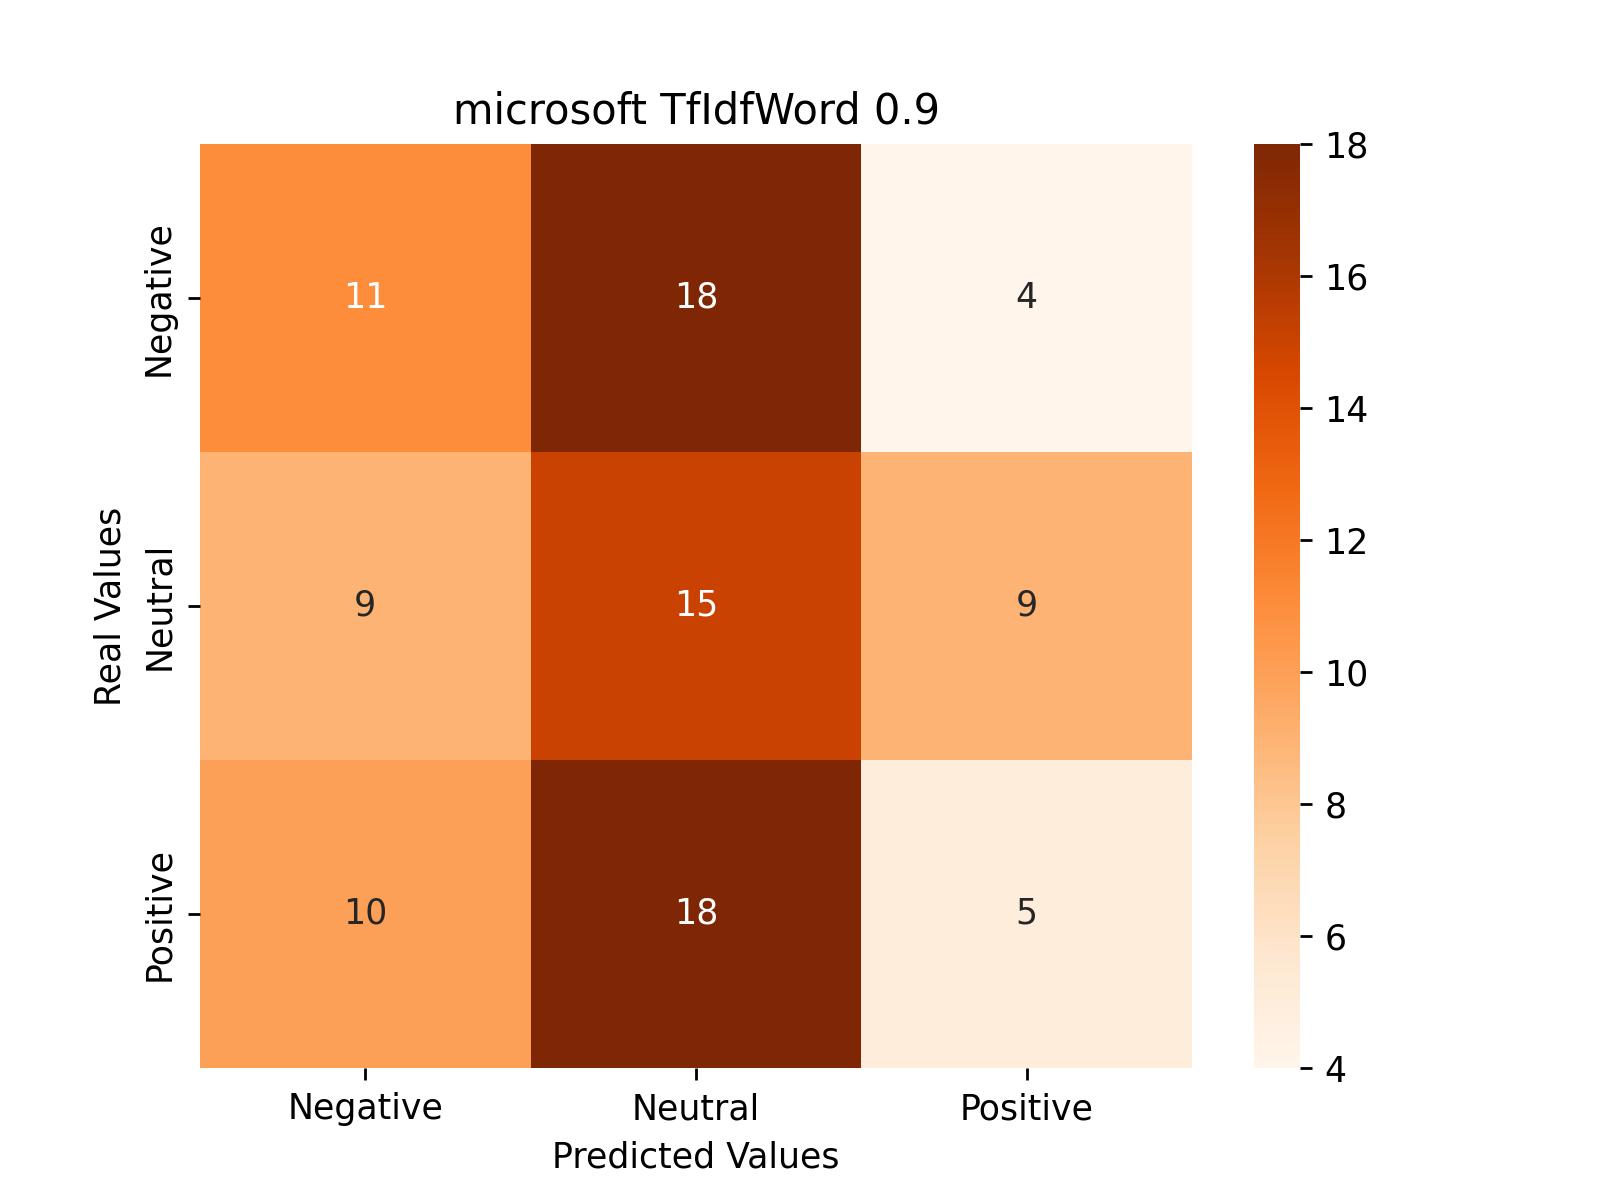 microsoft TfIdfWord 0.9
Real Values
Negative
Neutral
Positive
11 18 4
9 15 9
10 18 5
Negative Neutral Positive
Predicted Values
18
16
14
12
10
8
6
4